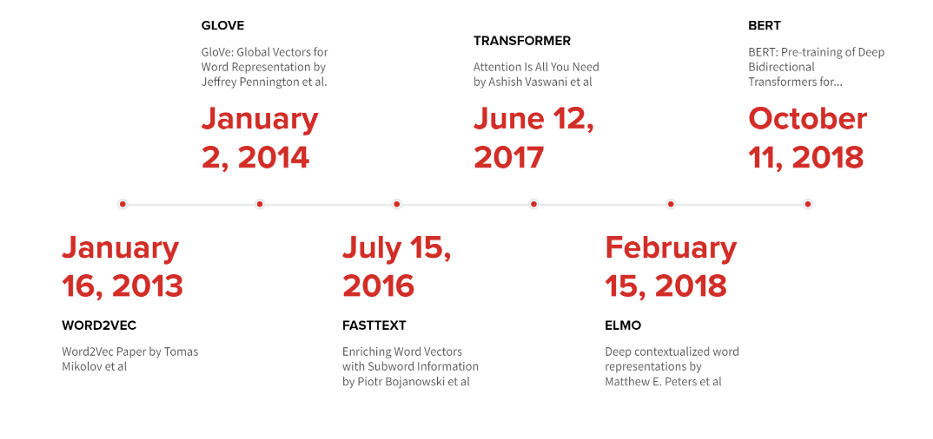 GLOVE
GloVe: Global Vectors for
Word Representation by
Jeffrey Pennington et al.
January
2, 2014
TRANSFORMER
Attention Is All You Need
by Ashish Vaswani et al
June 12,
2017
BERT
BERT: Pre-training of Deep
Bidirectional
Transformers for...
October
11, 2018
January
16, 2013
WORD2VEC
Word2Vec Paper by Tomas
Mikolov et al
July 15,
2016
FASTTEXT
Enriching Word Vectors
with Subword Information
by Piotr Bojanowski et al
February
15, 2018
ELMO
Deep contextualized word
representations by
Matthew E. Peters et al